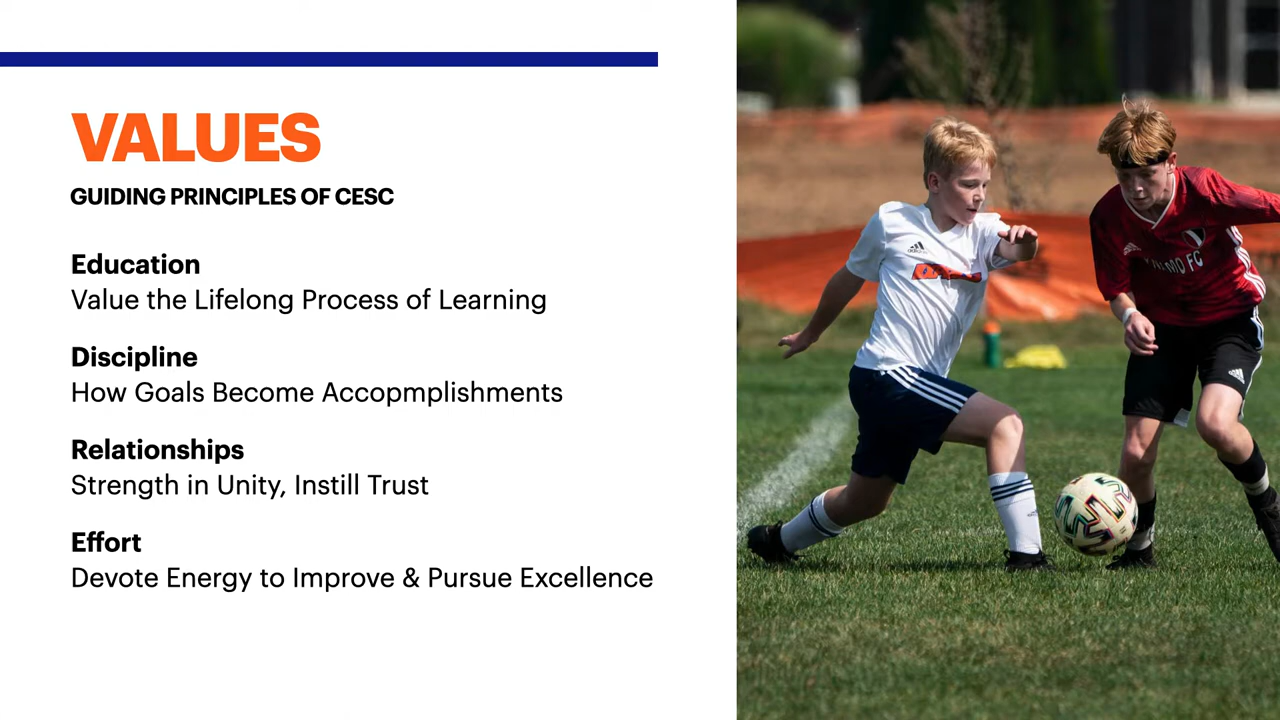 VALUES
GUIDING PRINCIPLES OF CESC
Education
Value the Lifelong Process of Learning
Discipline
How Goals Become Accopmplishments
Relationships
Strength in Unity, Instill Trust
Effort
Devote Energy to Improve & Pursue Excellence
FC